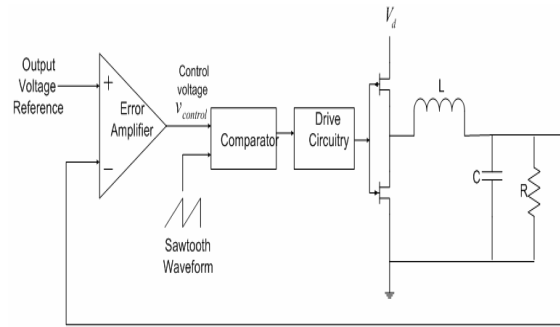 V_d
Output
Voltage
Reference
+
−
Error
Amplifier
Control
voltage
v_control
Comparator
Drive
Circuitry
Sawtooth
Waveform
L
C
R